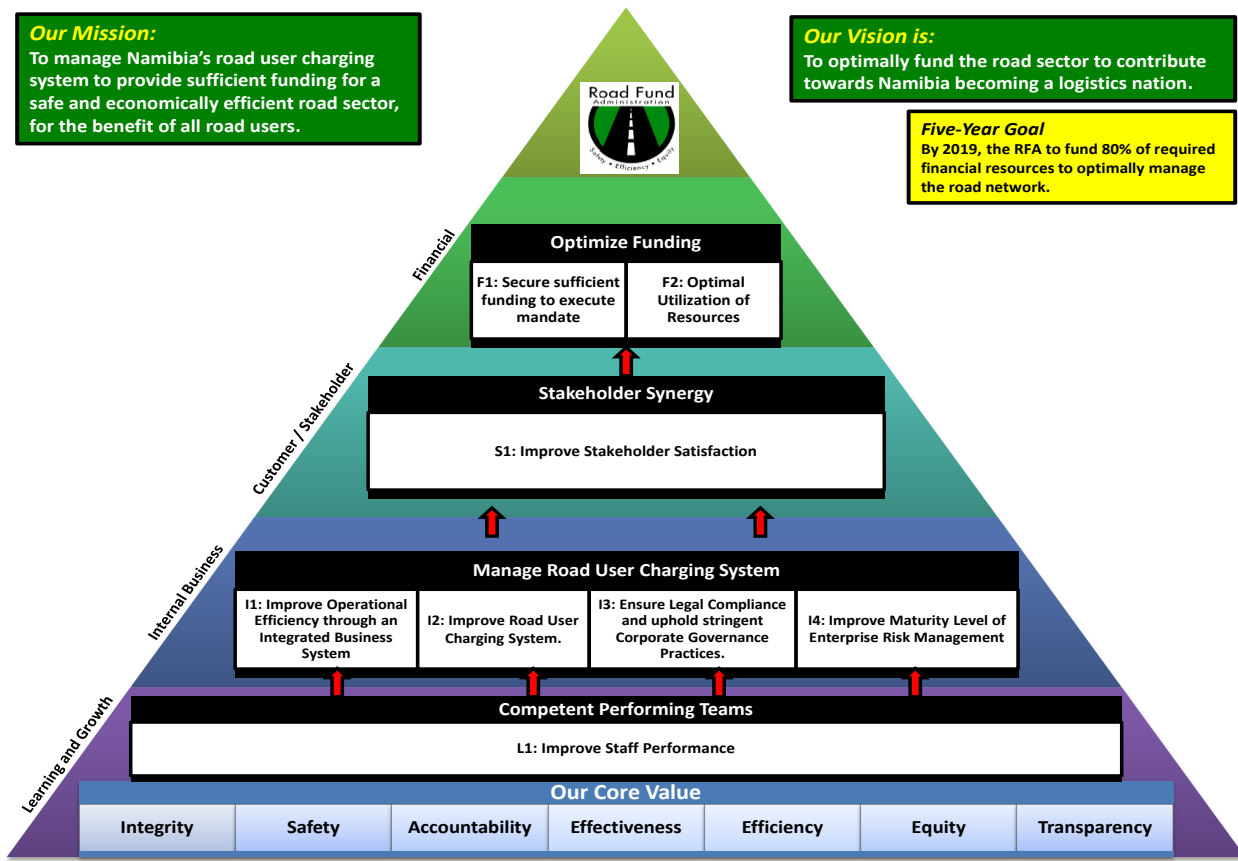 Our Mission:
To manage Namibia's road user charging
system to provide sufficient funding for a
safe and economically efficient road sector,
for the benefit of all road users.
Our Vision is:
To optimally fund the road sector to contribute
towards Namibia becoming a logistics nation.
Five-Year Goal
By 2019, the RFA to fund 80% of required
financial resources to optimally manage
the road network.
Road Fund
Administration
Safety • Efficiency • Equity
Financial
Optimize Funding
F1: Secure sufficient
funding to execute
mandate
F2: Optimal
Utilization of
Resources
Customer / Stakeholder
Stakeholder Synergy
S1: Improve Stakeholder Satisfaction
Internal Business
Manage Road User Charging System
I1: Improve Operational
Efficiency through an
Integrated Business
System
I2: Improve Road User
Charging System.
I3: Ensure Legal Compliance
and uphold stringent
Corporate Governance
Practices.
I4: Improve Maturity Level of
Enterprise Risk Management
Learning and Growth
Competent Performing Teams
L1: Improve Staff Performance
Our Core Value
Integrity
Safety
Accountability
Effectiveness
Efficiency
Equity
Transparency